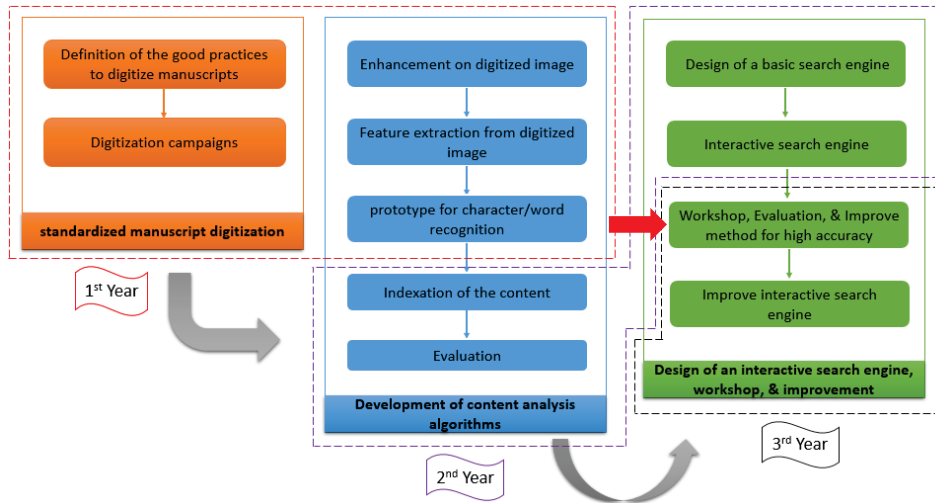 Definition of the good practices
to digitize manuscripts
Digitization campaigns
standardized manuscript digitization
1st Year
Enhancement on digitized image
Feature extraction from digitized
image
prototype for character/word
recognition
Indexation of the content
Evaluation
Development of content analysis
algorithms
2nd Year
Design of a basic search engine
Interactive search engine
Workshop, Evaluation, & Improve
method for high accuracy
Improve interactive search
engine
Design of an interactive search engine,
workshop, & improvement
3rd Year